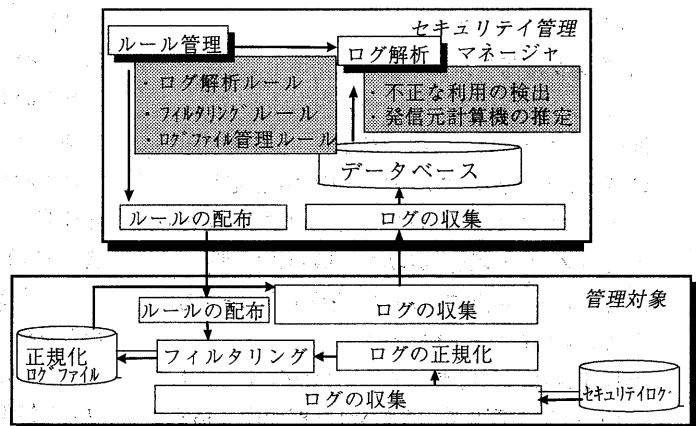 セキュリテイ管理
マネージャ
ルール管理
ログ解析
・ログ解析ルール
・フィルタリングルール
・ログファイル管理ルール
・不正な利用の検出
・発信元計算機の推定
データベース
ルールの配布
ログの収集
管理対象
ルールの配布
ログの収集
正規化
ログファイル
フィルタリング
ログの正規化
セキュリテイログ
ログの収集